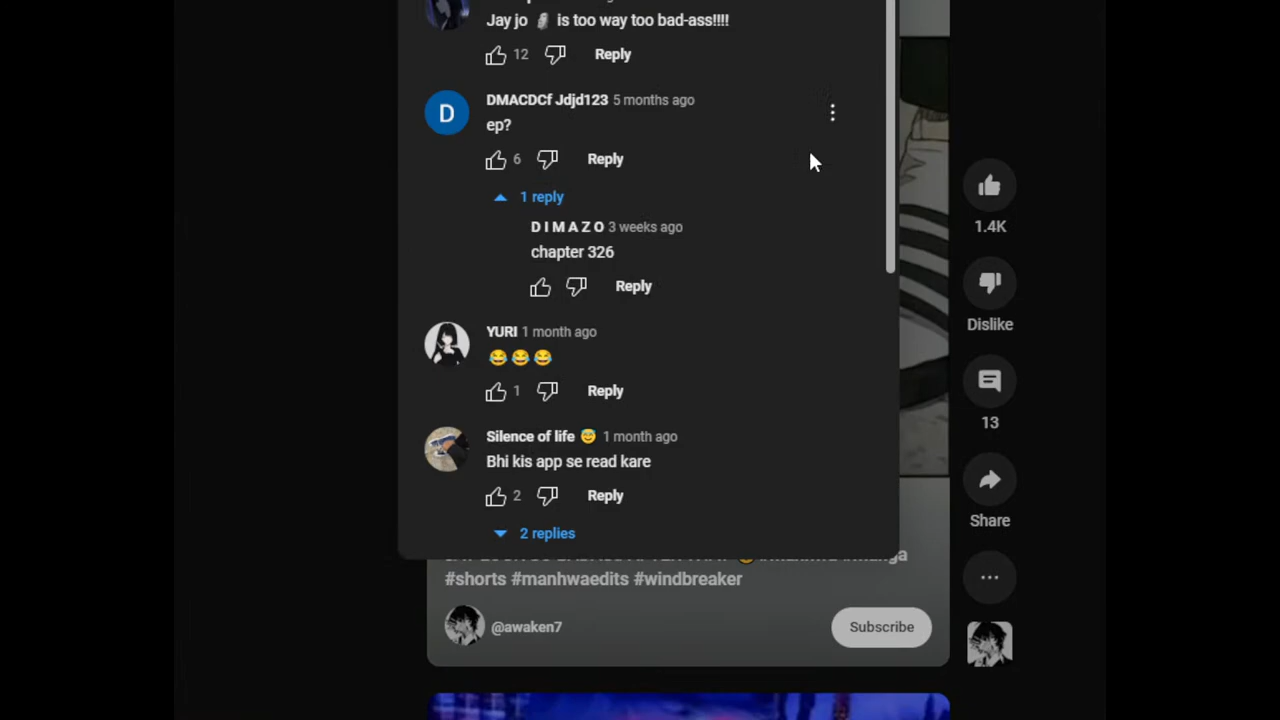 Jay jo 🗿 is too way too bad-ass!!!!
12 Reply
DMACDCf Jdjd123 5 months ago
D
ep?
6 Reply
1 reply
D I M A Z O 3 weeks ago
chapter 326
Reply
YURI 1 month ago
😂😂😂
1 Reply
Silence of life 😇 1 month ago
Bhi kis app se read kare
2 Reply
2 replies
#shorts #manhwaedits #windbreaker
@awaken7
Subscribe
1.4K
Dislike
13
Share